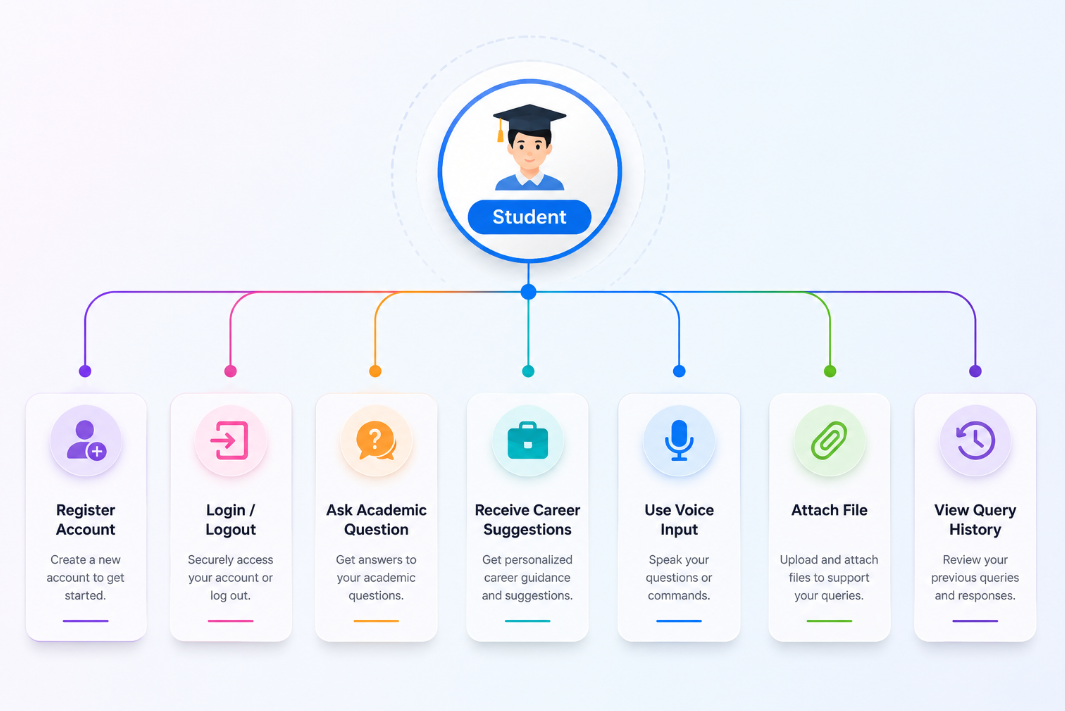 Student
Register
Account
Create a new
account to get
started.
Login /
Logout
Securely access
your account or
log out.
Ask Academic
Question
Get answers to
your academic
questions.
Receive Career
Suggestions
Get personalized
career guidance
and suggestions.
Use Voice
Input
Speak your
questions or
commands.
Attach File
Upload and attach
files to support
your queries.
View Query
History
Review your
previous queries
and responses.